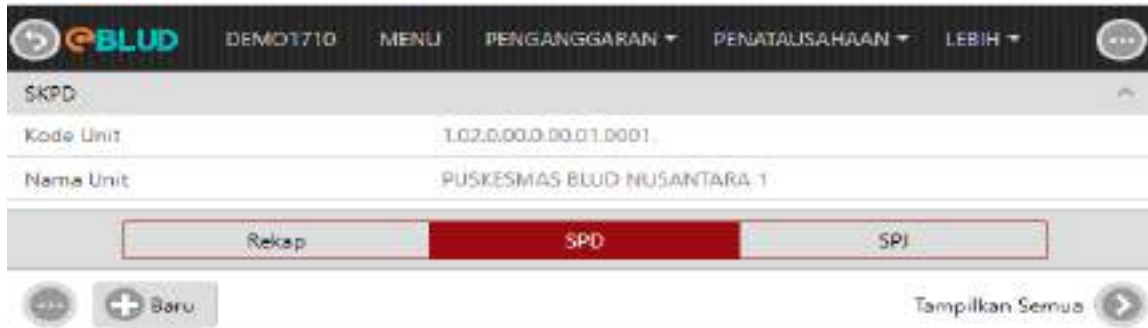 eBLUD DEMO1710 MENU PENGANGGARAN PENATAUSAHAAN LEBIH
SKPD
Kode Unit 1.02.0.00.0.00.01.0001.
Nama Unit PUSKESMAS BLUD NUSANTARA 1
Rekap SPD SPJ
Baru Tampilkan Semua